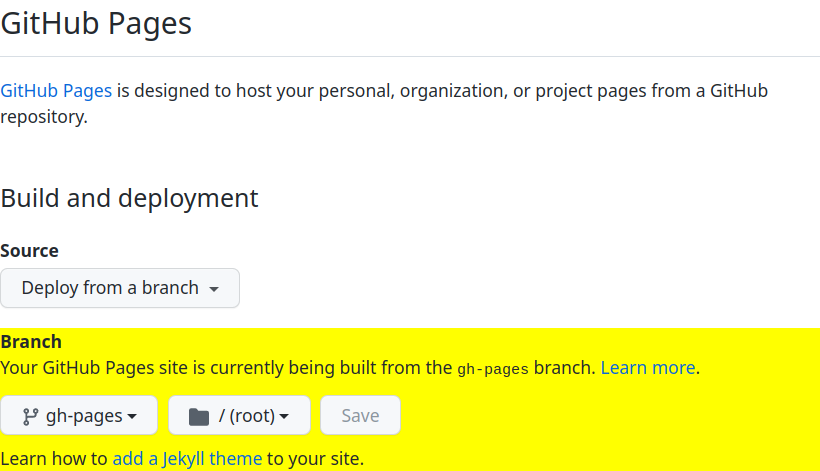 GitHub Pages
GitHub Pages is designed to host your personal, organization, or project pages from a GitHub
repository.
Build and deployment
Source
Deploy from a branch
Branch
Your GitHub Pages site is currently being built from the gh-pages branch. Learn more.
gh-pages / (root) Save
Learn how to add a Jekyll theme to your site.